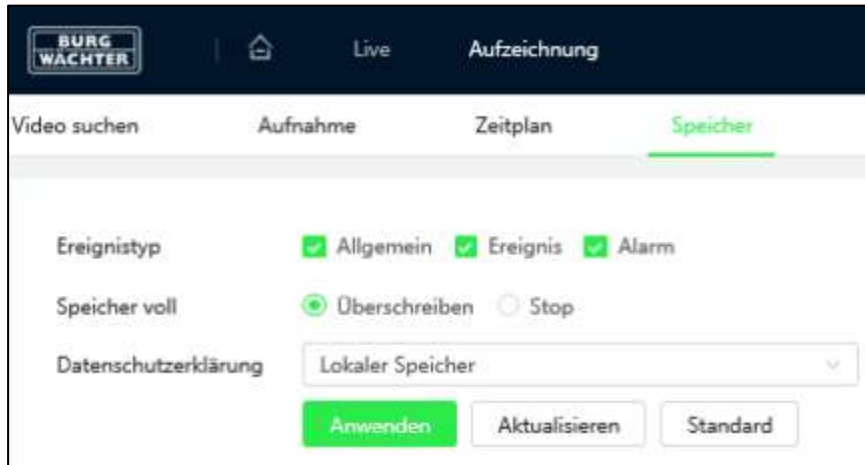 BURG
WÄCHTER
Live Aufzeichnung
Video suchen Aufnahme Zeitplan Speicher
Ereignistyp Allgemein Ereignis Alarm
Speicher voll Überschreiben Stop
Datenschutzerklärung Lokaler Speicher
Anwenden Aktualisieren Standard